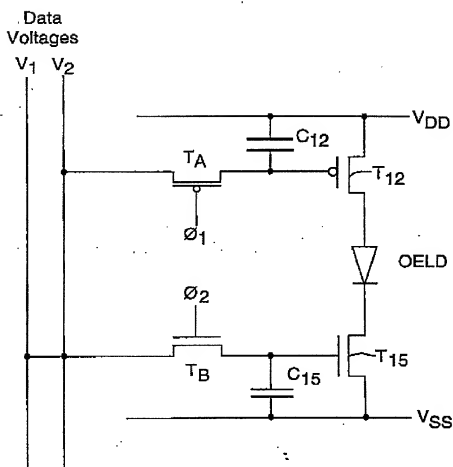 Data
Voltages
V1 V2
VDD
C12
TA
T12
Ø1
OELD
Ø2
T15
TB
C15
VSS